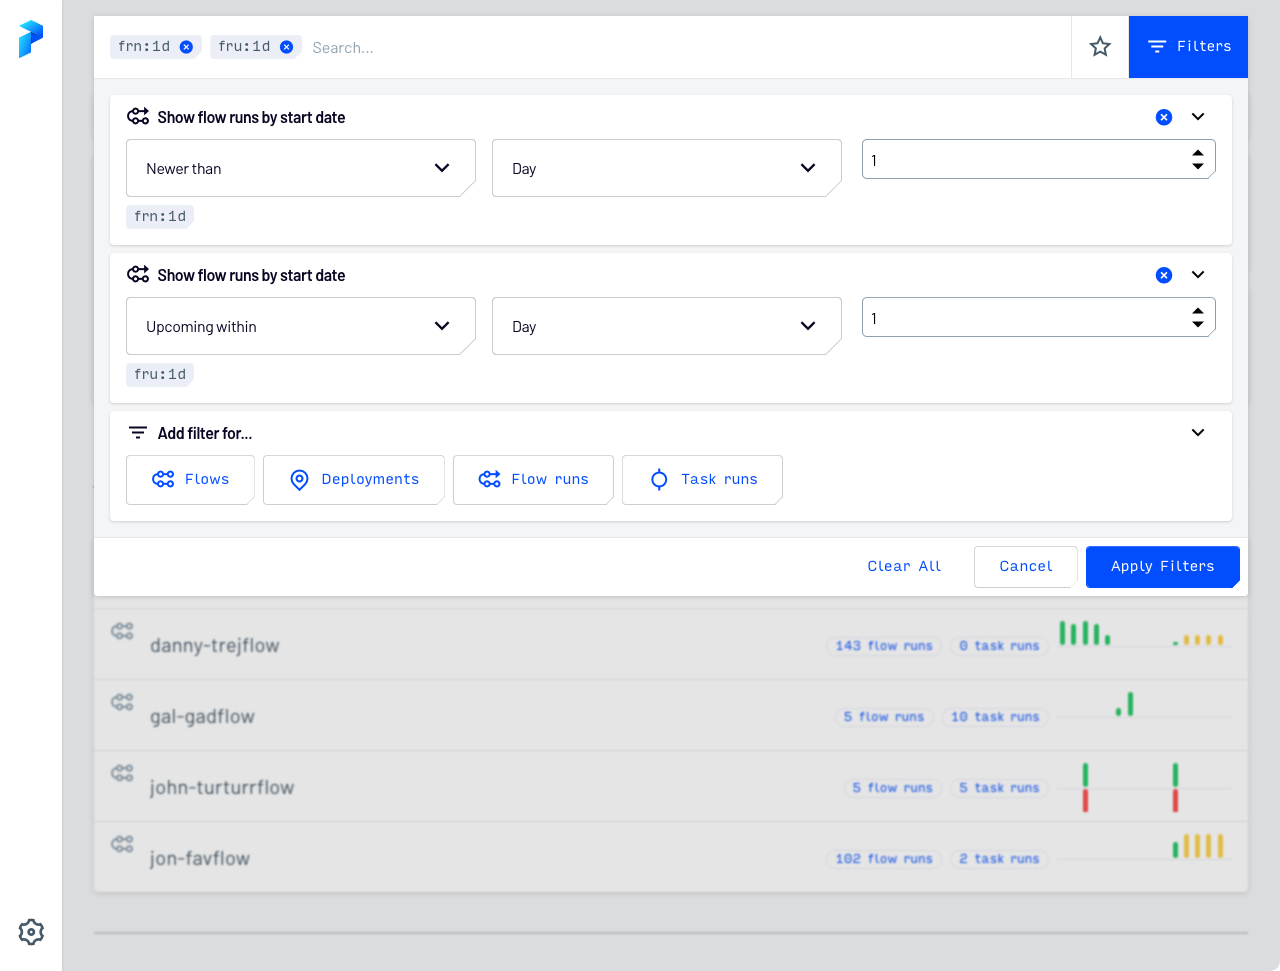 frn:1d fru:1d Search... Filters
Show flow runs by start date
Newer than Day 1
frn:1d
Show flow runs by start date
Upcoming within Day 1
fru:1d
Add filter for...
Flows Deployments Flow runs Task runs
Clear All Cancel Apply Filters
danny-trejflow 143 flow runs 0 task runs
gal-gadflow 5 flow runs 10 task runs
john-turturrflow 5 flow runs 5 task runs
jon-favflow 102 flow runs 2 task runs